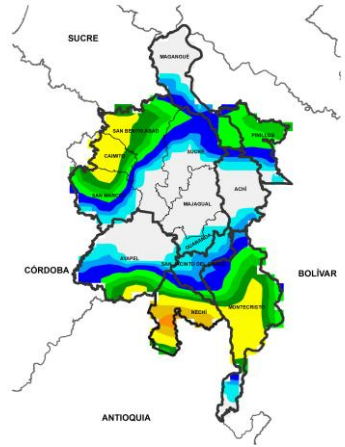 SUCRE
MAGANGUÉ
SAN BENITO ABAD
PINILLOS
CAIMITO
SUCRE
SAN MARCOS
ACHÍ
MAJAGUAL
GUARANDA
AYAPEL
SAN JACINTO DEL
CÓRDOBA
BOLÍVAR
MONTECRISTO
NECHÍ
ANTIOQUIA